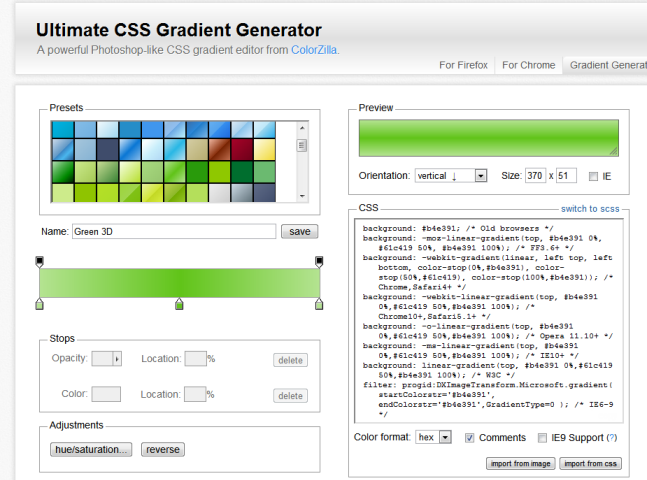 Ultimate CSS Gradient Generator
A powerful Photoshop-like CSS gradient editor from ColorZilla.
For Firefox For Chrome Gradient Generat
Presets
Name: Green 3D save
Stops
Opacity: Location: % delete
Color: Location: % delete
Adjustments
hue/saturation... reverse
Preview
Orientation: vertical ↓ Size: 370 x 51 IE
CSS switch to scss
background: #b4e391; /* Old browsers */
background: -moz-linear-gradient(top, #b4e391 0%,
#61c419 50%, #b4e391 100%); /* FF3.6+ */
background: -webkit-gradient(linear, left top, left
bottom, color-stop(0%,#b4e391), color-
stop(50%,#61c419), color-stop(100%,#b4e391)); /*
Chrome,Safari4+ */
background: -webkit-linear-gradient(top, #b4e391
0%,#61c419 50%,#b4e391 100%); /*
Chrome10+,Safari5.1+ */
background: -o-linear-gradient(top, #b4e391
0%,#61c419 50%,#b4e391 100%); /* Opera 11.10+ */
background: -ms-linear-gradient(top, #b4e391
0%,#61c419 50%,#b4e391 100%); /* IE10+ */
background: linear-gradient(top, #b4e391 0%,#61c419
50%,#b4e391 100%); /* W3C */
filter: progid:DXImageTransform.Microsoft.gradient(
startColorstr='#b4e391',
endColorstr='#b4e391',GradientType=0 ); /* IE6-9
*/
Color format: hex Comments IE9 Support (?)
import from image import from css